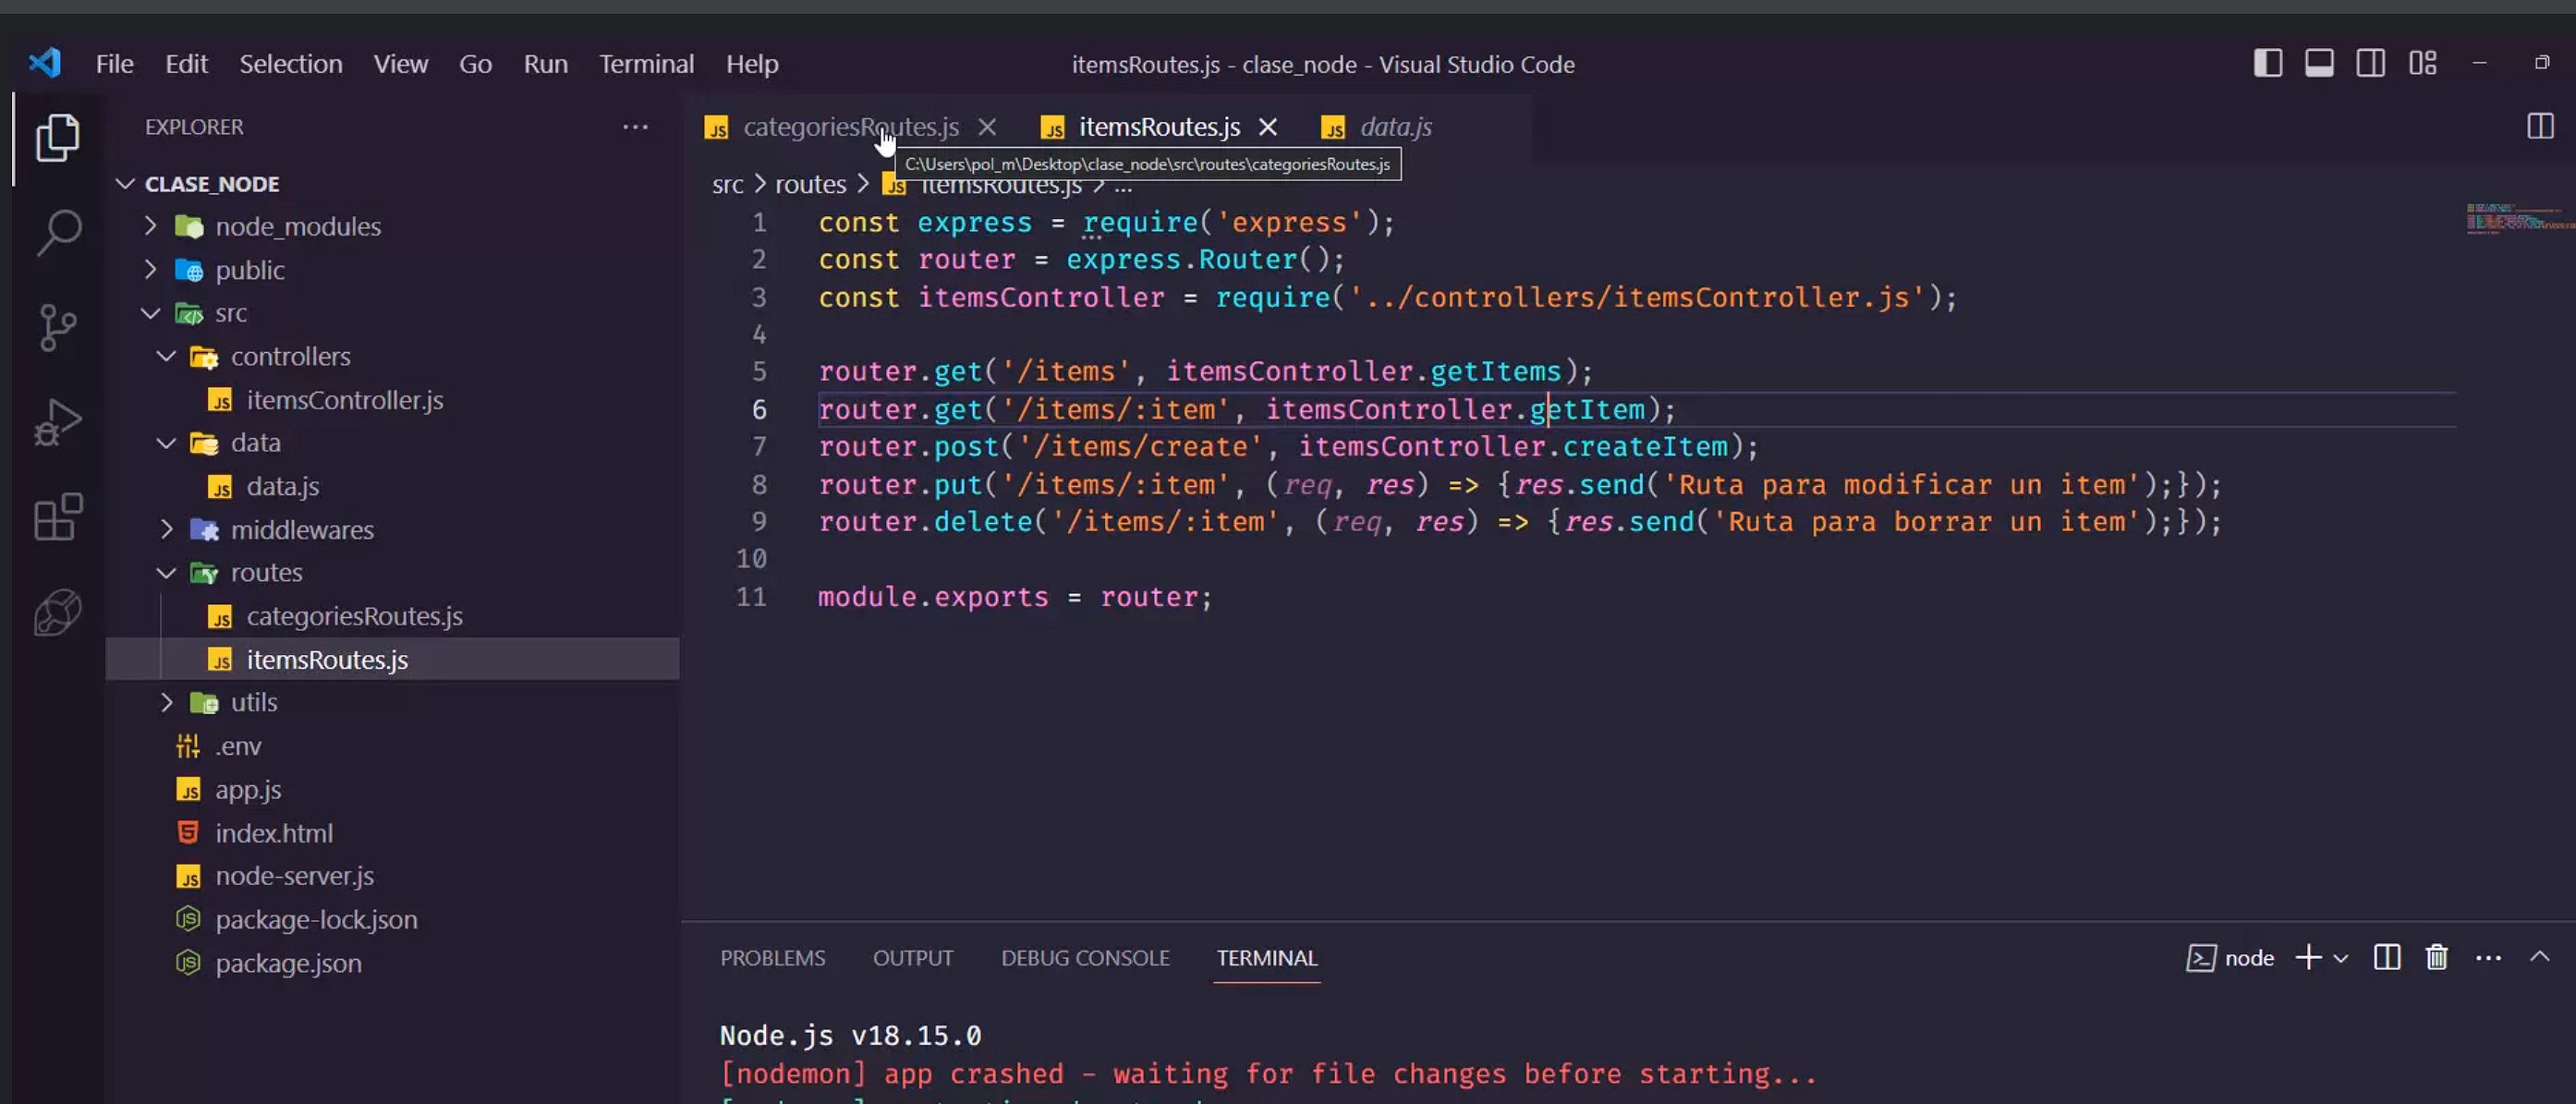 File Edit Selection View Go Run Terminal Help
itemsRoutes.js - clase_node - Visual Studio Code
EXPLORER
CLASE_NODE
node_modules
public
src
controllers
itemsController.js
data
data.js
middlewares
routes
categoriesRoutes.js
itemsRoutes.js
utils
.env
app.js
index.html
node-server.js
package-lock.json
package.json
categoriesRoutes.js itemsRoutes.js data.js
C:\Users\pol_m\Desktop\clase_node\src\routes\categoriesRoutes.js
src > routes > itemsRoutes.js > ...
1 const express = require('express');
2 const router = express.Router();
3 const itemsController = require('../controllers/itemsController.js');
4
5 router.get('/items', itemsController.getItems);
6 router.get('/items/:item', itemsController.getItem);
7 router.post('/items/create', itemsController.createItem);
8 router.put('/items/:item', (req, res) => {res.send('Ruta para modificar un item');});
9 router.delete('/items/:item', (req, res) => {res.send('Ruta para borrar un item');});
10
11 module.exports = router;
PROBLEMS OUTPUT DEBUG CONSOLE TERMINAL
node
Node.js v18.15.0
[nodemon] app crashed - waiting for file changes before starting...